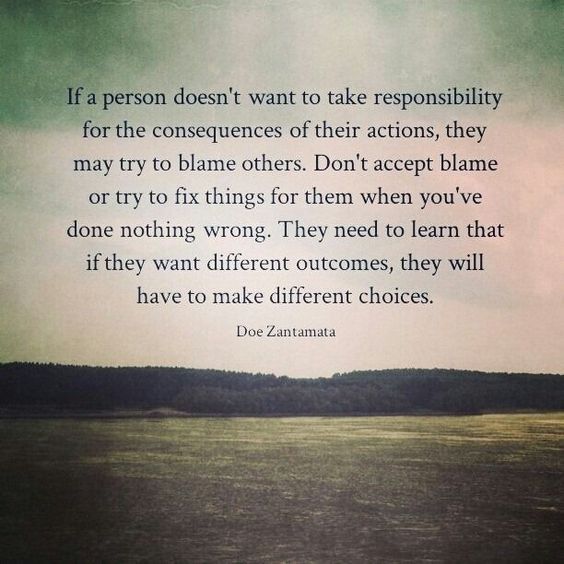 If a person doesn't want to take responsibility
for the consequences of their actions, they
may try to blame others. Don't accept blame
or try to fix things for them when you've
done nothing wrong. They need to learn that
if they want different outcomes, they will
have to make different choices.
Doe Zantamata